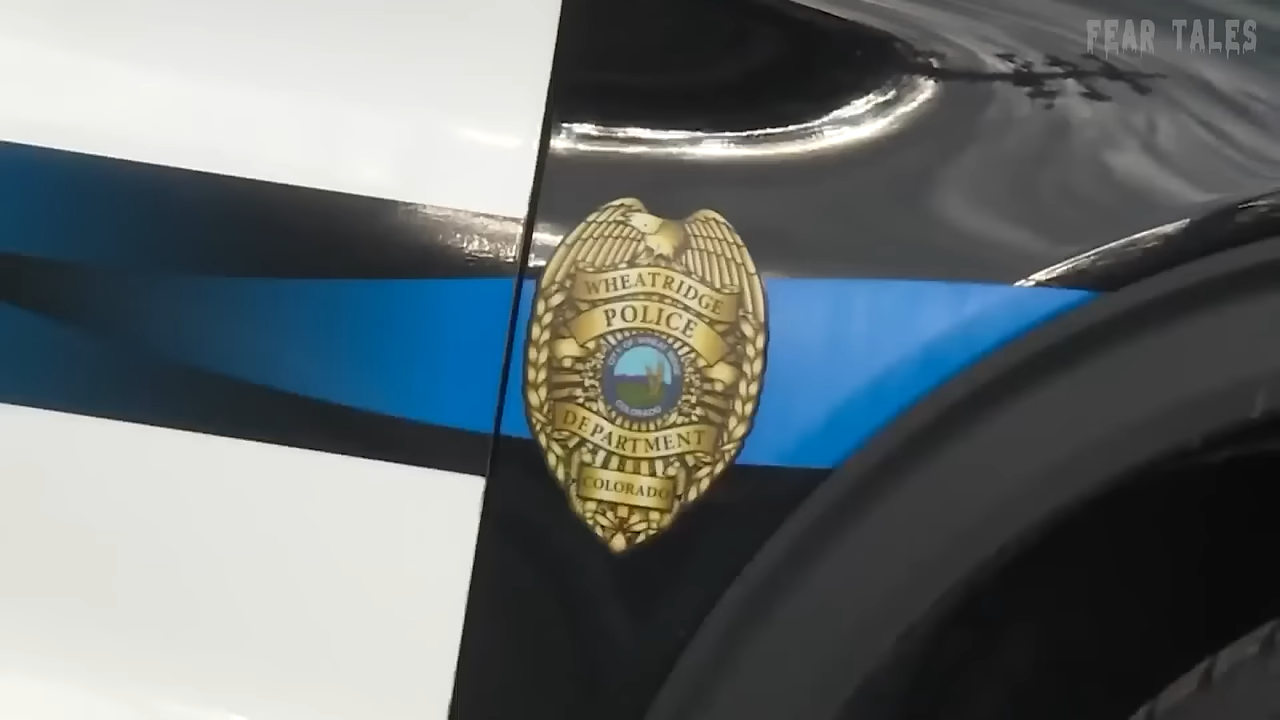 FEAR TALES
WHEATRIDGE
POLICE
COLORADO
DEPARTMENT
COLORADO